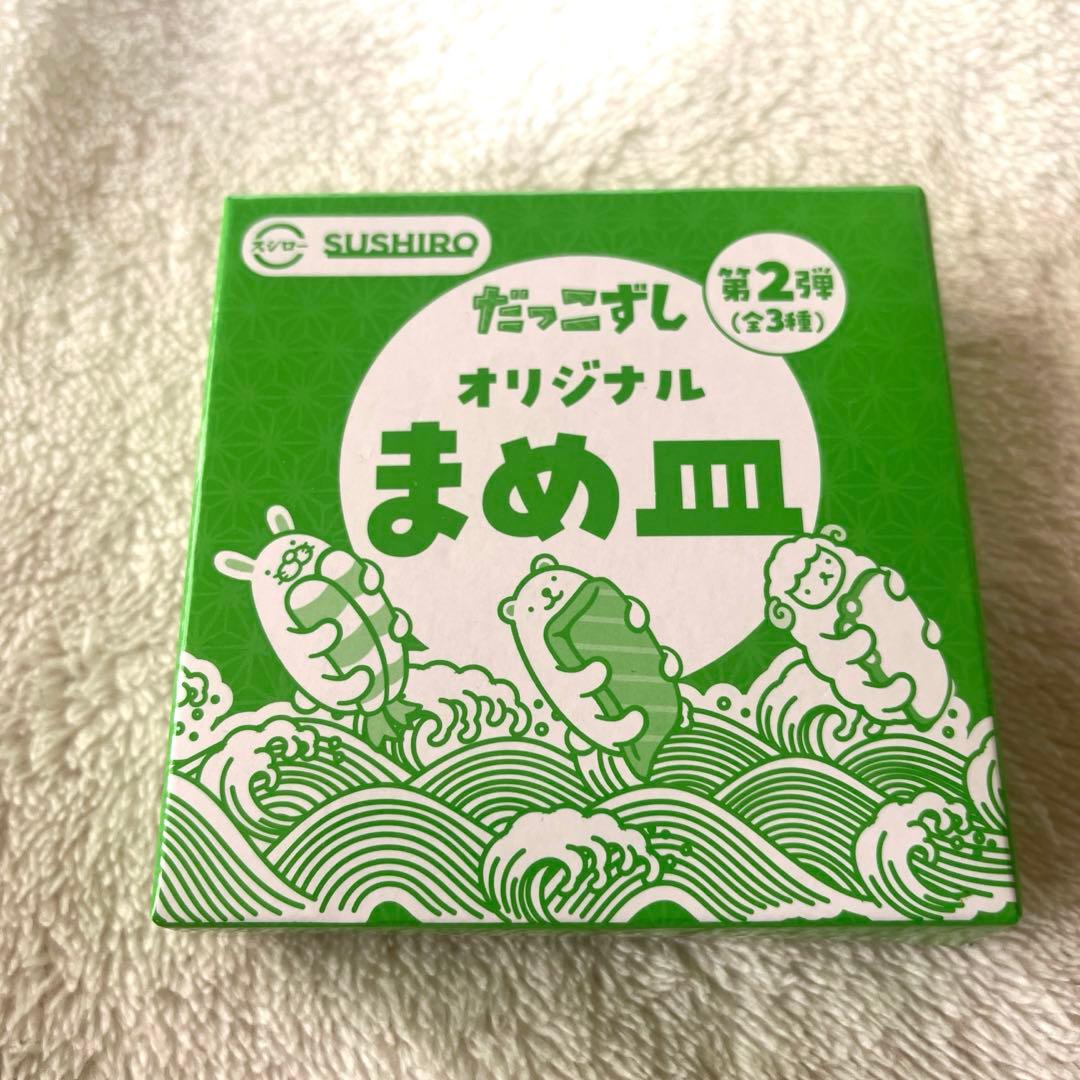 スシロー SUSHIRO
第2弾
(全3種)
だっこずし
オリジナル
まめ皿